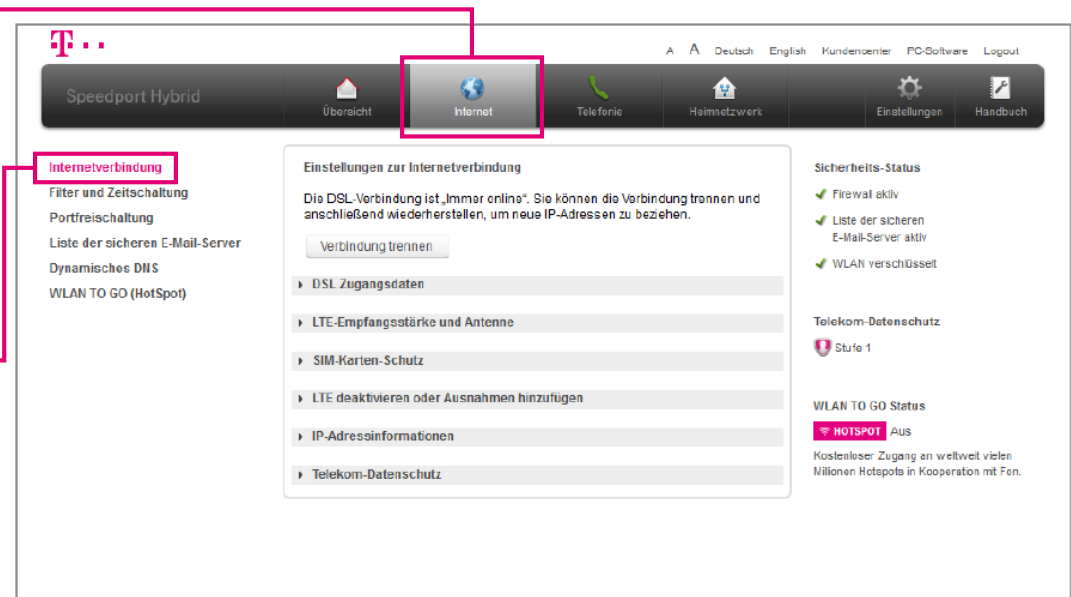 T · ·
A A Deutsch English Kundencenter PC-Software Logout
Speedport Hybrid
Übersicht
Internet
Telefonie
Heimnetzwerk
Einstellungen
Handbuch
Internetverbindung
Filter und Zeitschaltung
Portfreischaltung
Liste der sicheren E-Mail-Server
Dynamisches DNS
WLAN TO GO (HotSpot)
Einstellungen zur Internetverbindung
Die DSL-Verbindung ist „Immer online“. Sie können die Verbindung trennen und
anschließend wiederherstellen, um neue IP-Adressen zu beziehen.
Verbindung trennen
DSL Zugangsdaten
LTE-Empfangsstärke und Antenne
SIM-Karten-Schutz
LTE deaktivieren oder Ausnahmen hinzufügen
IP-Adressinformationen
Telekom-Datenschutz
Sicherheits-Status
Firewall aktiv
Liste der sicheren
E-Mail-Server aktiv
WLAN verschlüsselt
Telekom-Datenschutz
Stufe 1
WLAN TO GO Status
HOTSPOT Aus
Kostenloser Zugang an weltweit vielen
Millionen Hotspots in Kooperation mit Fon.